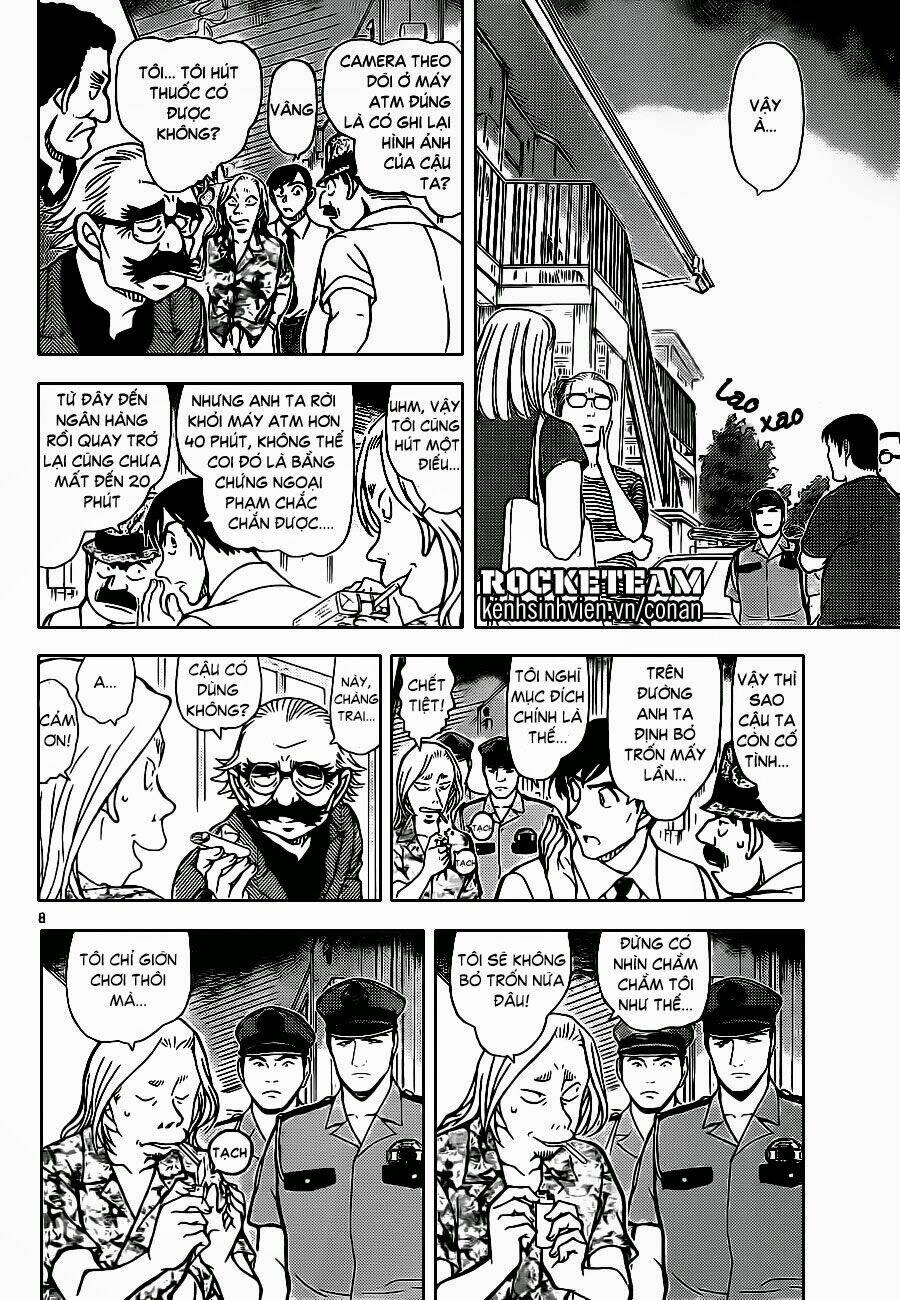 VẬY
À...
CAMERA THEO
DÕI Ở MÁY
ATM ĐÚNG
LÀ CÓ GHI LẠI
HÌNH ẢNH
CỦA CẬU
TA?
VÂNG
TÔI... TÔI HÚT
THUỐC CÓ
ĐƯỢC
KHÔNG?
LAO
XAO
ROCKETEAM
kenhsinhvien.vn/conan
UHM, VẬY
TÔI CŨNG
HÚT MỘT
ĐIẾU...
NHƯNG ANH TA RỜI
KHỎI MÁY ATM HƠN
40 PHÚT, KHÔNG THỂ
COI ĐÓ LÀ BẰNG
CHỨNG NGOẠI
PHẠM CHẮC
CHẮN ĐƯỢC....
TỪ ĐÂY ĐẾN
NGÂN HÀNG
RỒI QUAY TRỞ
LẠI CŨNG CHƯA
MẤT ĐẾN 20
PHÚT
VẬY THÌ
SAO
CẬU TA
CÒN CỐ
TÌNH...
TRÊN
ĐƯỜNG
ANH TA
ĐỊNH BỎ
TRỐN MẤY
LẦN...
TÔI NGHĨ
MỤC ĐÍCH
CHÍNH LÀ
THẾ...
CHẾT
TIỆT!
TẠCH
TẠCH
NÀY,
CHÀNG
TRAI...
CẬU CÓ
DÙNG
KHÔNG?
A...
CÁM
ƠN!
8
ĐỪNG CÓ
NHÌN CHẰM
CHẰM TÔI
NHƯ THẾ...
TÔI SẼ KHÔNG
BỎ TRỐN NỮA
ĐÂU!
TÔI CHỈ GIỠN
CHƠI THÔI
MÀ...
TẠCH